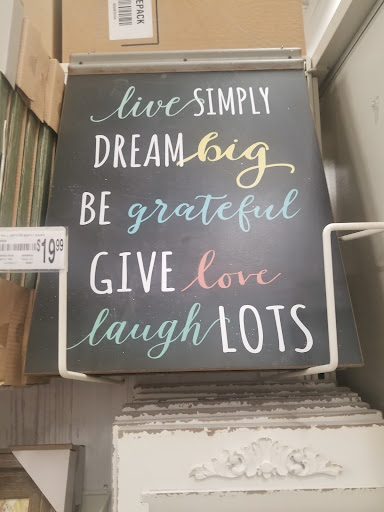 EPACK
live SIMPLY
DREAM big
BE grateful
$19.99
GIVE love
laugh LOTS